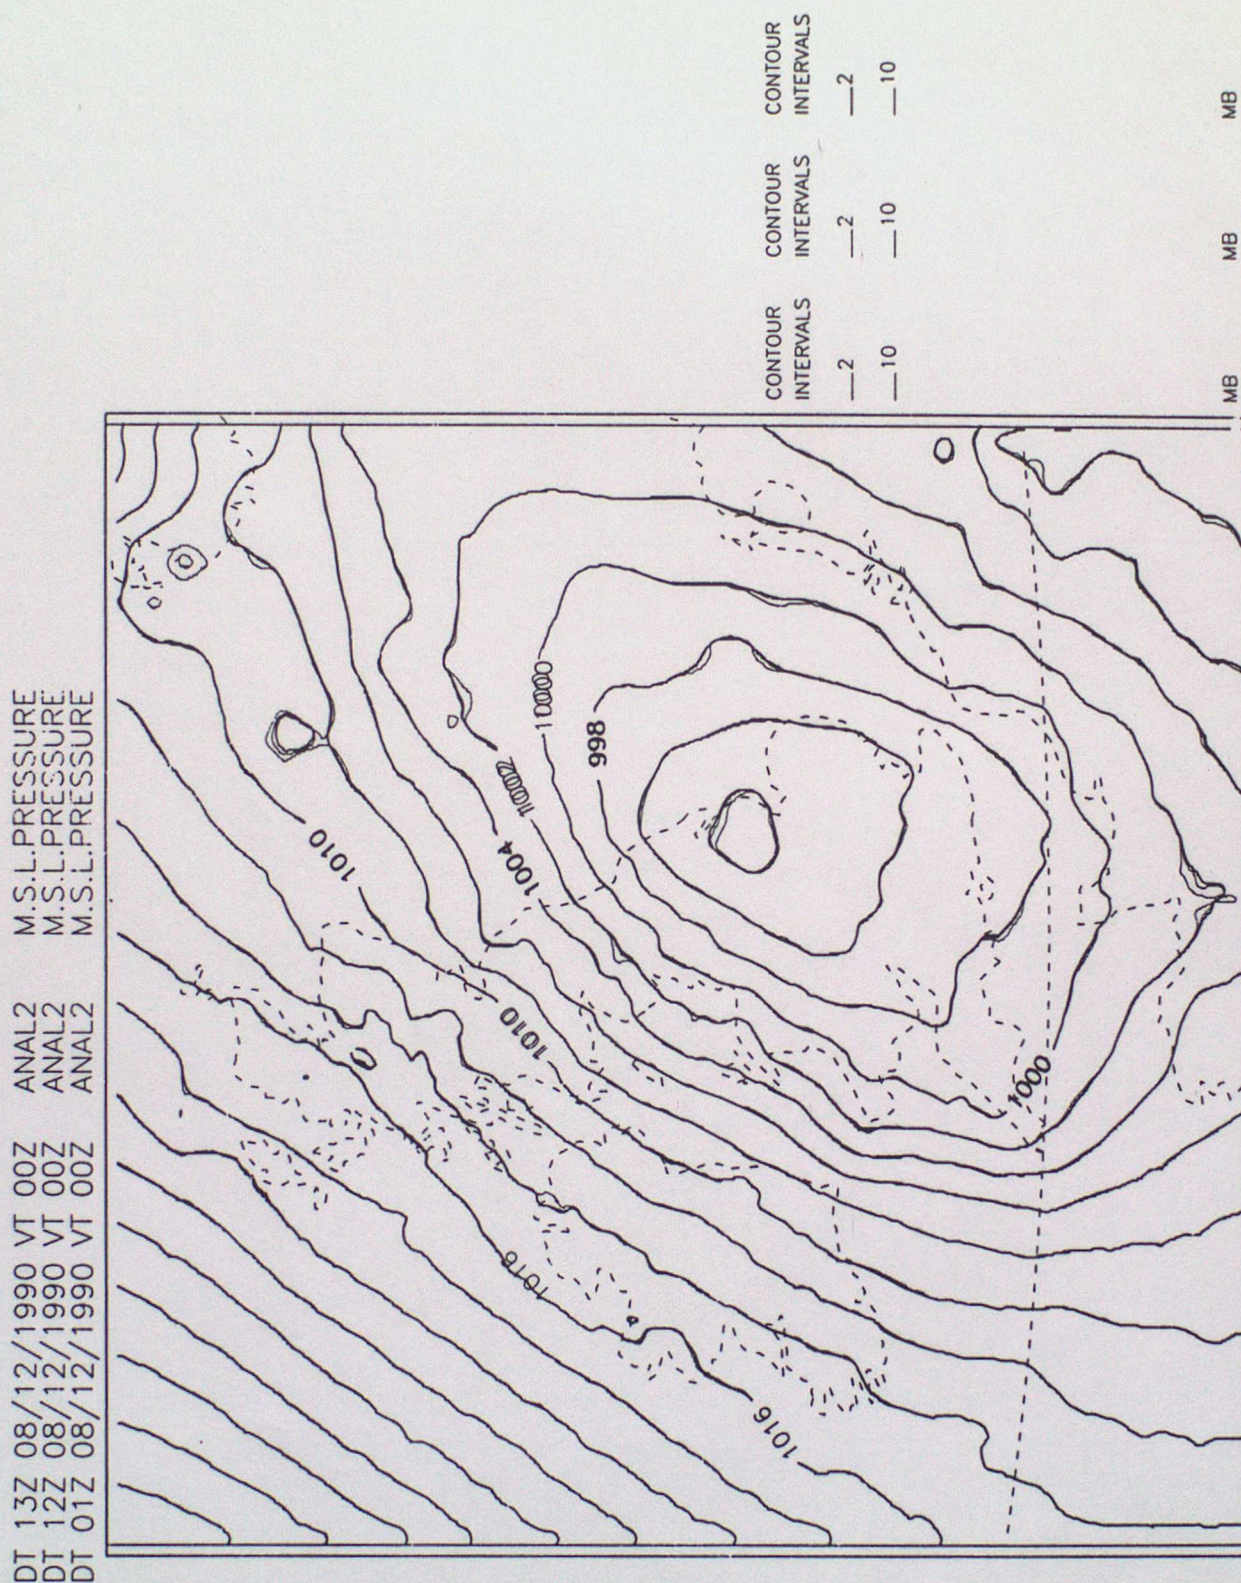 DT 13Z 08/12/1990 VT 00Z ANAL2 M.S.L.PRESSURE
DT 12Z 08/12/1990 VT 00Z ANAL2 M.S.L.PRESSURE
DT 01Z 08/12/1990 VT 00Z ANAL2 M.S.L.PRESSURE
1010
1004
1002
10000
998
1010
1016
1016
1000
CONTOUR INTERVALS
2
10
MB
CONTOUR INTERVALS
2
10
MB
CONTOUR INTERVALS
2
10
MB